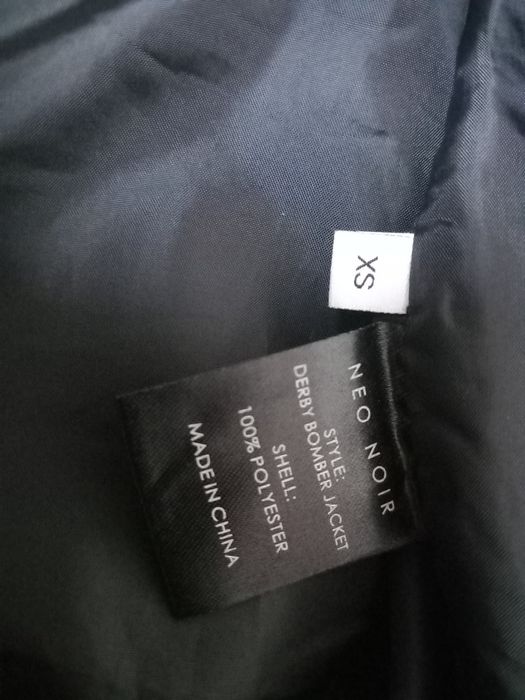 XS
NEO NOIR
STYLE:
DERBY BOMBER JACKET
SHELL:
100% POLYESTER
MADE IN CHINA